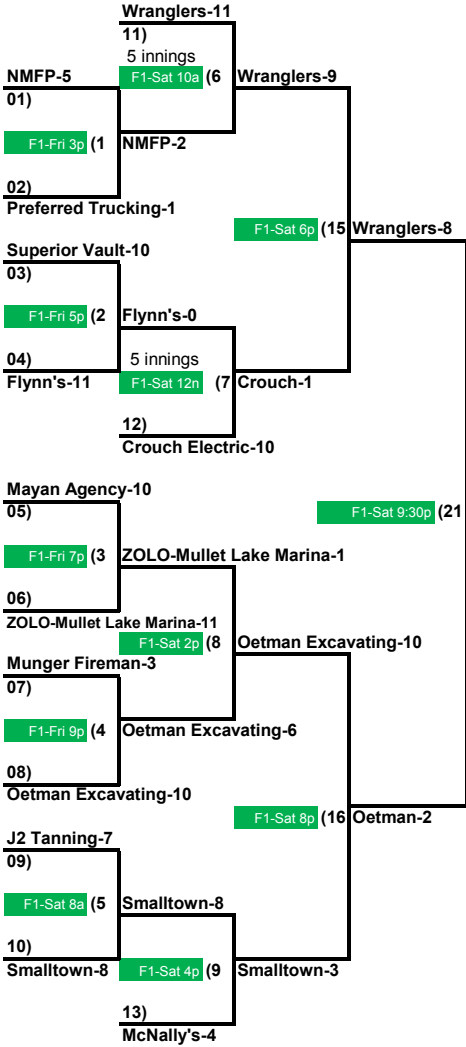 Wranglers-11
11)
5 innings
NMFP-5
F1-Sat 10a (6
Wranglers-9
01)
F1-Fri 3p (1
NMFP-2
02)
Preferred Trucking-1
F1-Sat 6p (15
Wranglers-8
Superior Vault-10
03)
F1-Fri 5p (2
Flynn's-0
04)
5 innings
Flynn's-11
F1-Sat 12n (7
Crouch-1
12)
Crouch Electric-10
Mayan Agency-10
05)
F1-Sat 9:30p (21
F1-Fri 7p (3
ZOLO-Mullet Lake Marina-1
06)
ZOLO-Mullet Lake Marina-11
F1-Sat 2p (8
Oetman Excavating-10
Munger Fireman-3
07)
F1-Fri 9p (4
Oetman Excavating-6
08)
Oetman Excavating-10
F1-Sat 8p (16
Oetman-2
J2 Tanning-7
09)
F1-Sat 8a (5
Smalltown-8
10)
Smalltown-8
F1-Sat 4p (9
Smalltown-3
13)
McNally's-4